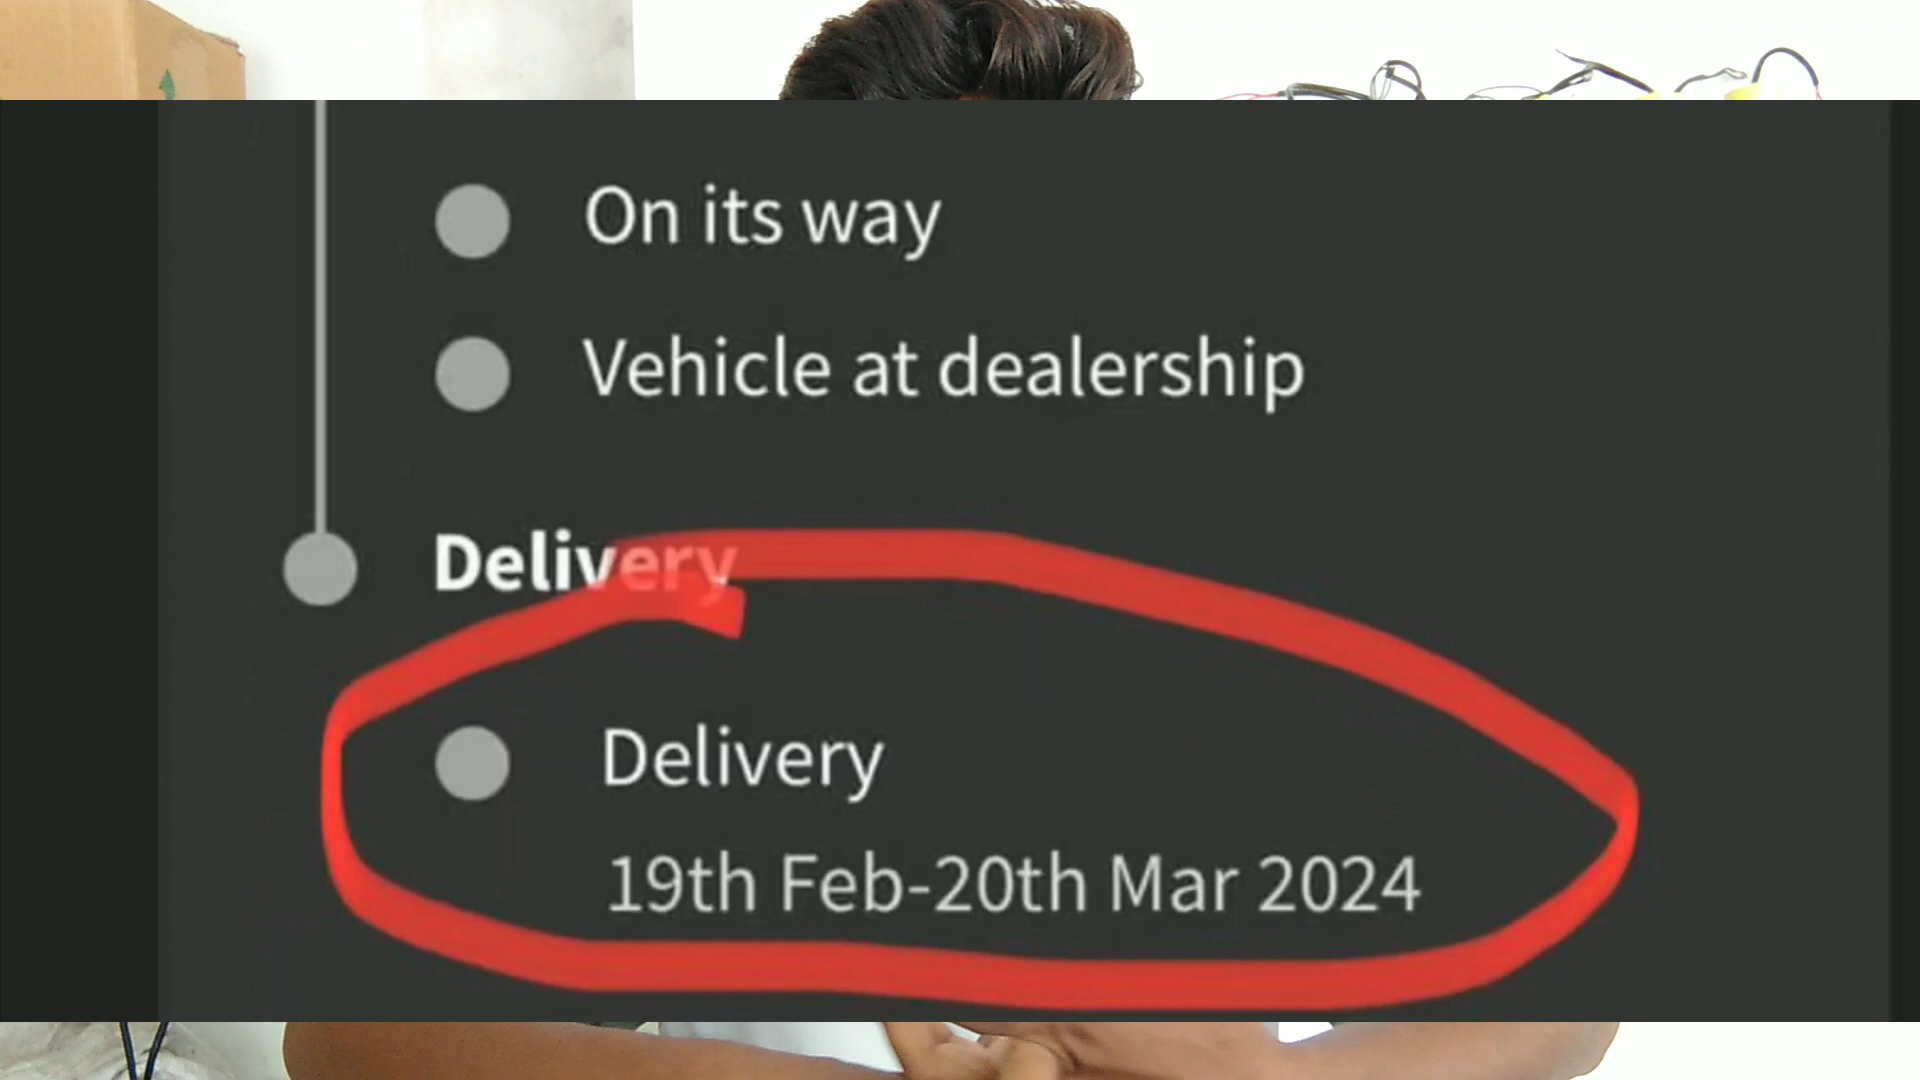 On its way
Vehicle at dealership
Delivery
Delivery
19th Feb-20th Mar 2024